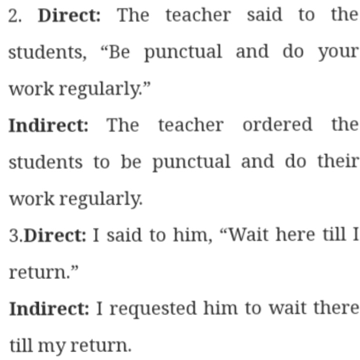 2. Direct: The teacher said to the
students, “Be punctual and do your
work regularly.”
Indirect: The teacher ordered the
students to be punctual and do their
work regularly.
3.Direct: I said to him, “Wait here till I
return.”
Indirect: I requested him to wait there
till my return.